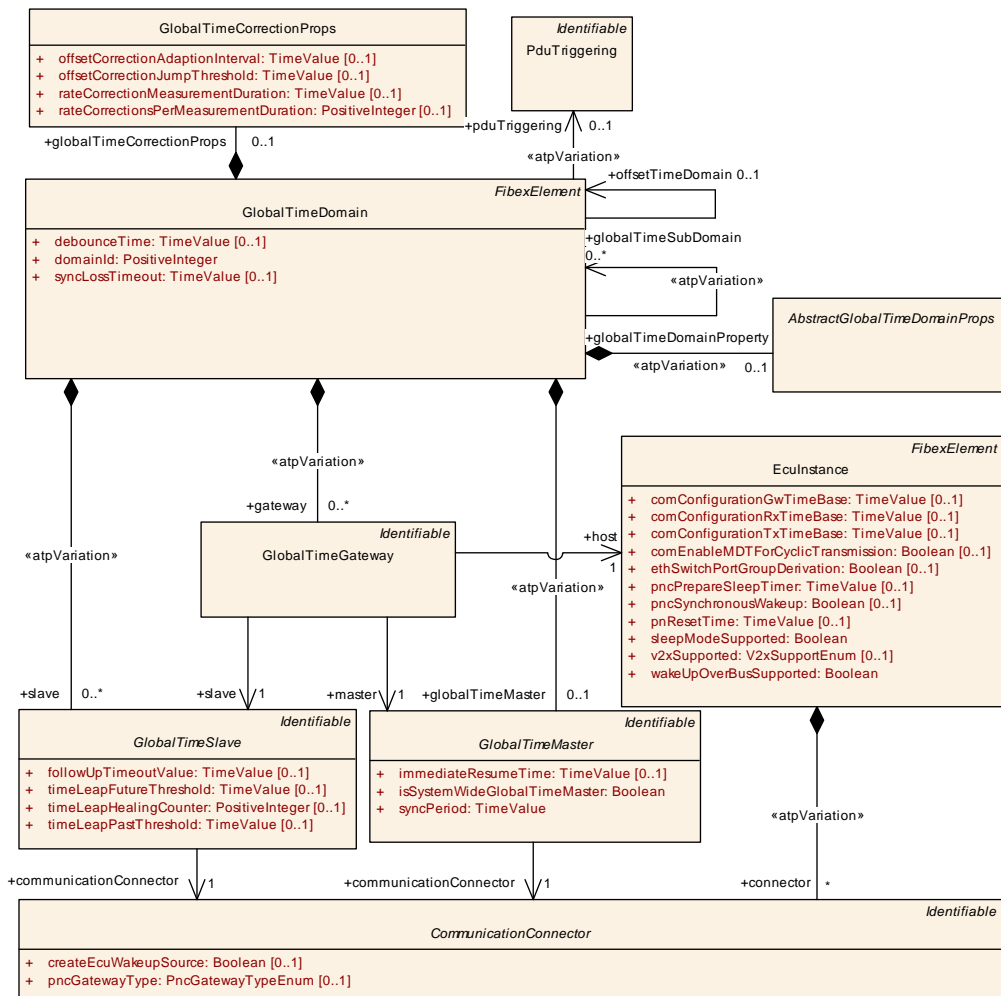 GlobalTimeCorrectionProps
+ offsetCorrectionAdaptionInterval: TimeValue [0..1]
+ offsetCorrectionJumpThreshold: TimeValue [0..1]
+ rateCorrectionMeasurementDuration: TimeValue [0..1]
+ rateCorrectionsPerMeasurementDuration: PositiveInteger [0..1]
Identifiable
PduTriggering
+pduTriggering 0..1
+globalTimeCorrectionProps 0..1
«atpVariation»
FibexElement
GlobalTimeDomain
+ debounceTime: TimeValue [0..1]
+ domainId: PositiveInteger
+ syncLossTimeout: TimeValue [0..1]
+offsetTimeDomain 0..1
+globalTimeSubDomain
0..*
«atpVariation»
+globalTimeDomainProperty
«atpVariation» 0..1
AbstractGlobalTimeDomainProps
«atpVariation»
+gateway 0..*
Identifiable
GlobalTimeGateway
+host
1
FibexElement
EcuInstance
+ comConfigurationGwTimeBase: TimeValue [0..1]
+ comConfigurationRxTimeBase: TimeValue [0..1]
+ comConfigurationTxTimeBase: TimeValue [0..1]
+ comEnableMDTForCyclicTransmission: Boolean [0..1]
+ ethSwitchPortGroupDerivation: Boolean [0..1]
+ pncPrepareSleepTimer: TimeValue [0..1]
+ pncSynchronousWakeup: Boolean [0..1]
+ pnResetTime: TimeValue [0..1]
+ sleepModeSupported: Boolean
+ v2xSupported: V2xSupportEnum [0..1]
+ wakeUpOverBusSupported: Boolean
«atpVariation»
«atpVariation»
+slave 0..*
+slave 1
+master 1
+globalTimeMaster 0..1
Identifiable
GlobalTimeSlave
+ followUpTimeoutValue: TimeValue [0..1]
+ timeLeapFutureThreshold: TimeValue [0..1]
+ timeLeapHealingCounter: PositiveInteger [0..1]
+ timeLeapPastThreshold: TimeValue [0..1]
Identifiable
GlobalTimeMaster
+ immediateResumeTime: TimeValue [0..1]
+ isSystemWideGlobalTimeMaster: Boolean
+ syncPeriod: TimeValue
«atpVariation»
+communicationConnector 1
+communicationConnector 1
+connector *
Identifiable
CommunicationConnector
+ createEcuWakeupSource: Boolean [0..1]
+ pncGatewayType: PncGatewayTypeEnum [0..1]